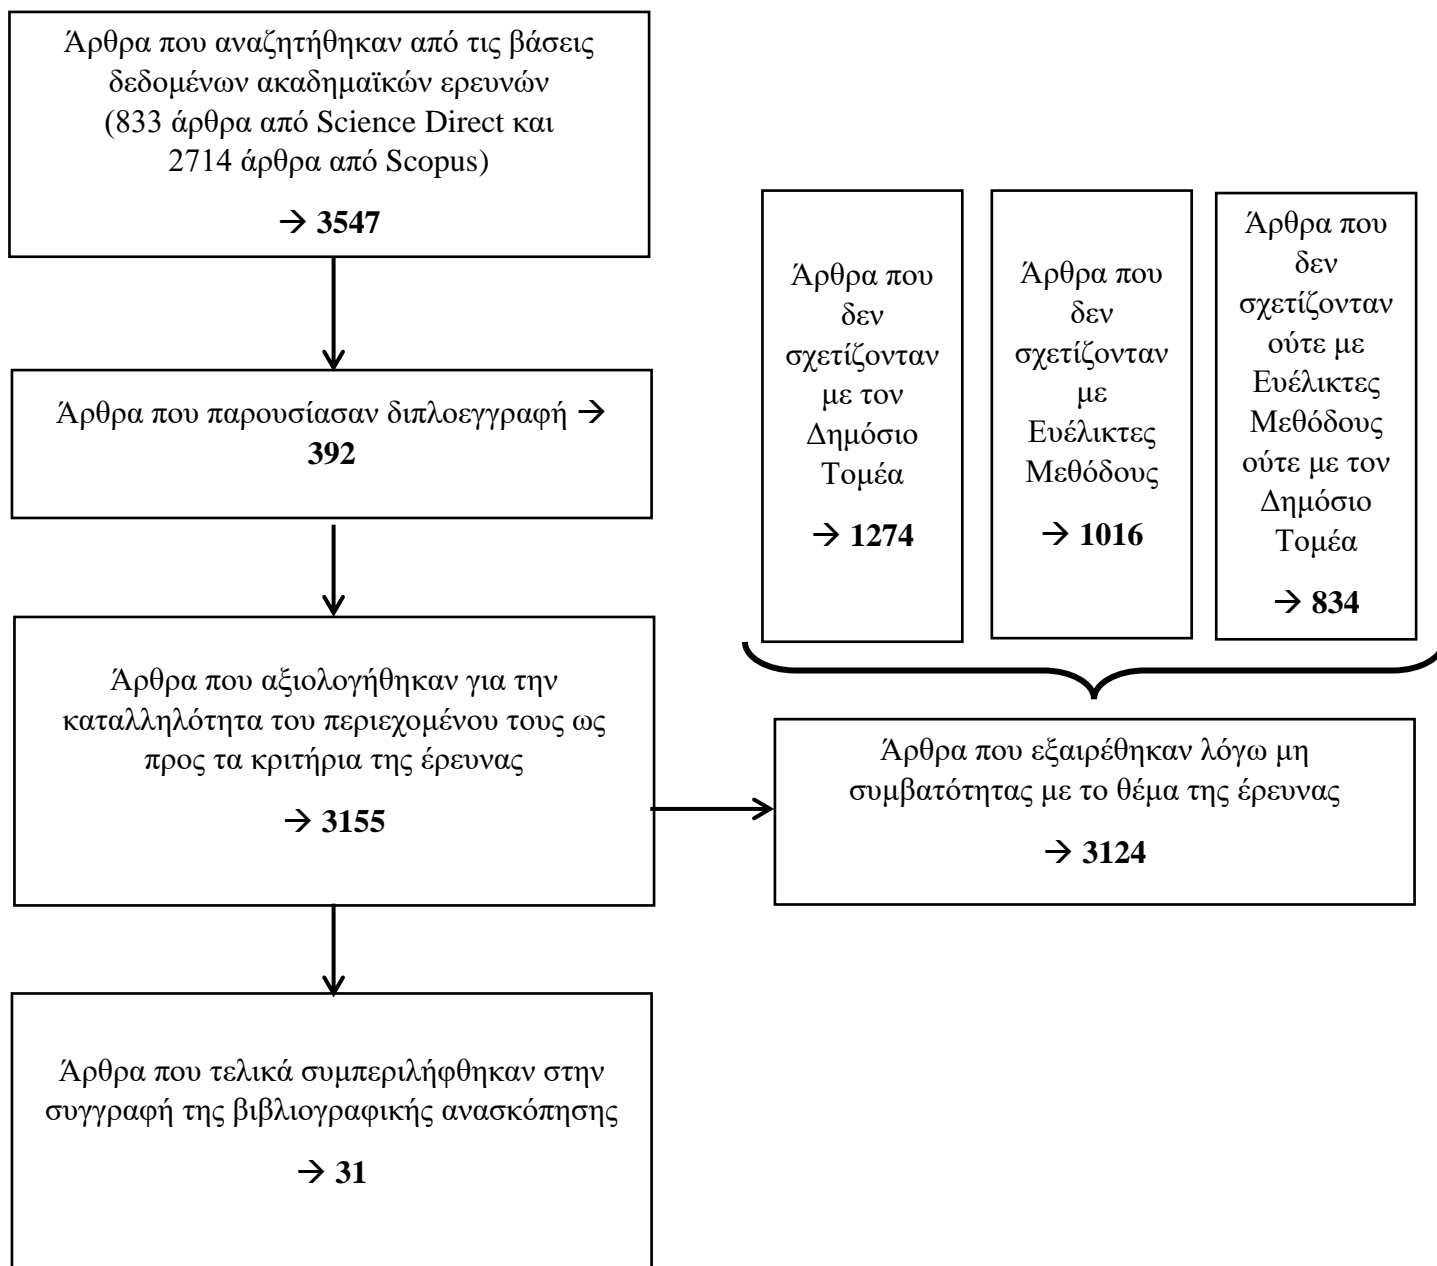 Άρθρα που αναζητήθηκαν από τις βάσεις
δεδομένων ακαδημαϊκών ερευνών
(833 άρθρα από Science Direct και
2714 άρθρα από Scopus)
→ 3547
Άρθρα που παρουσίασαν διπλοεγγραφή →
392
Άρθρα που αξιολογήθηκαν για την
καταλληλότητα του περιεχομένου τους ως
προς τα κριτήρια της έρευνας
→ 3155
Άρθρα που
δεν
σχετίζονταν
με τον
Δημόσιο
Τομέα
→ 1274
Άρθρα που
δεν
σχετίζονταν
με
Ευέλικτες
Μεθόδους
→ 1016
Άρθρα που
δεν
σχετίζονταν
ούτε με
Ευέλικτες
Μεθόδους
ούτε με τον
Δημόσιο
Τομέα
→ 834
Άρθρα που εξαιρέθηκαν λόγω μη
συμβατότητας με το θέμα της έρευνας
→ 3124
Άρθρα που τελικά συμπεριλήφθηκαν στην
συγγραφή της βιβλιογραφικής ανασκόπησης
→ 31